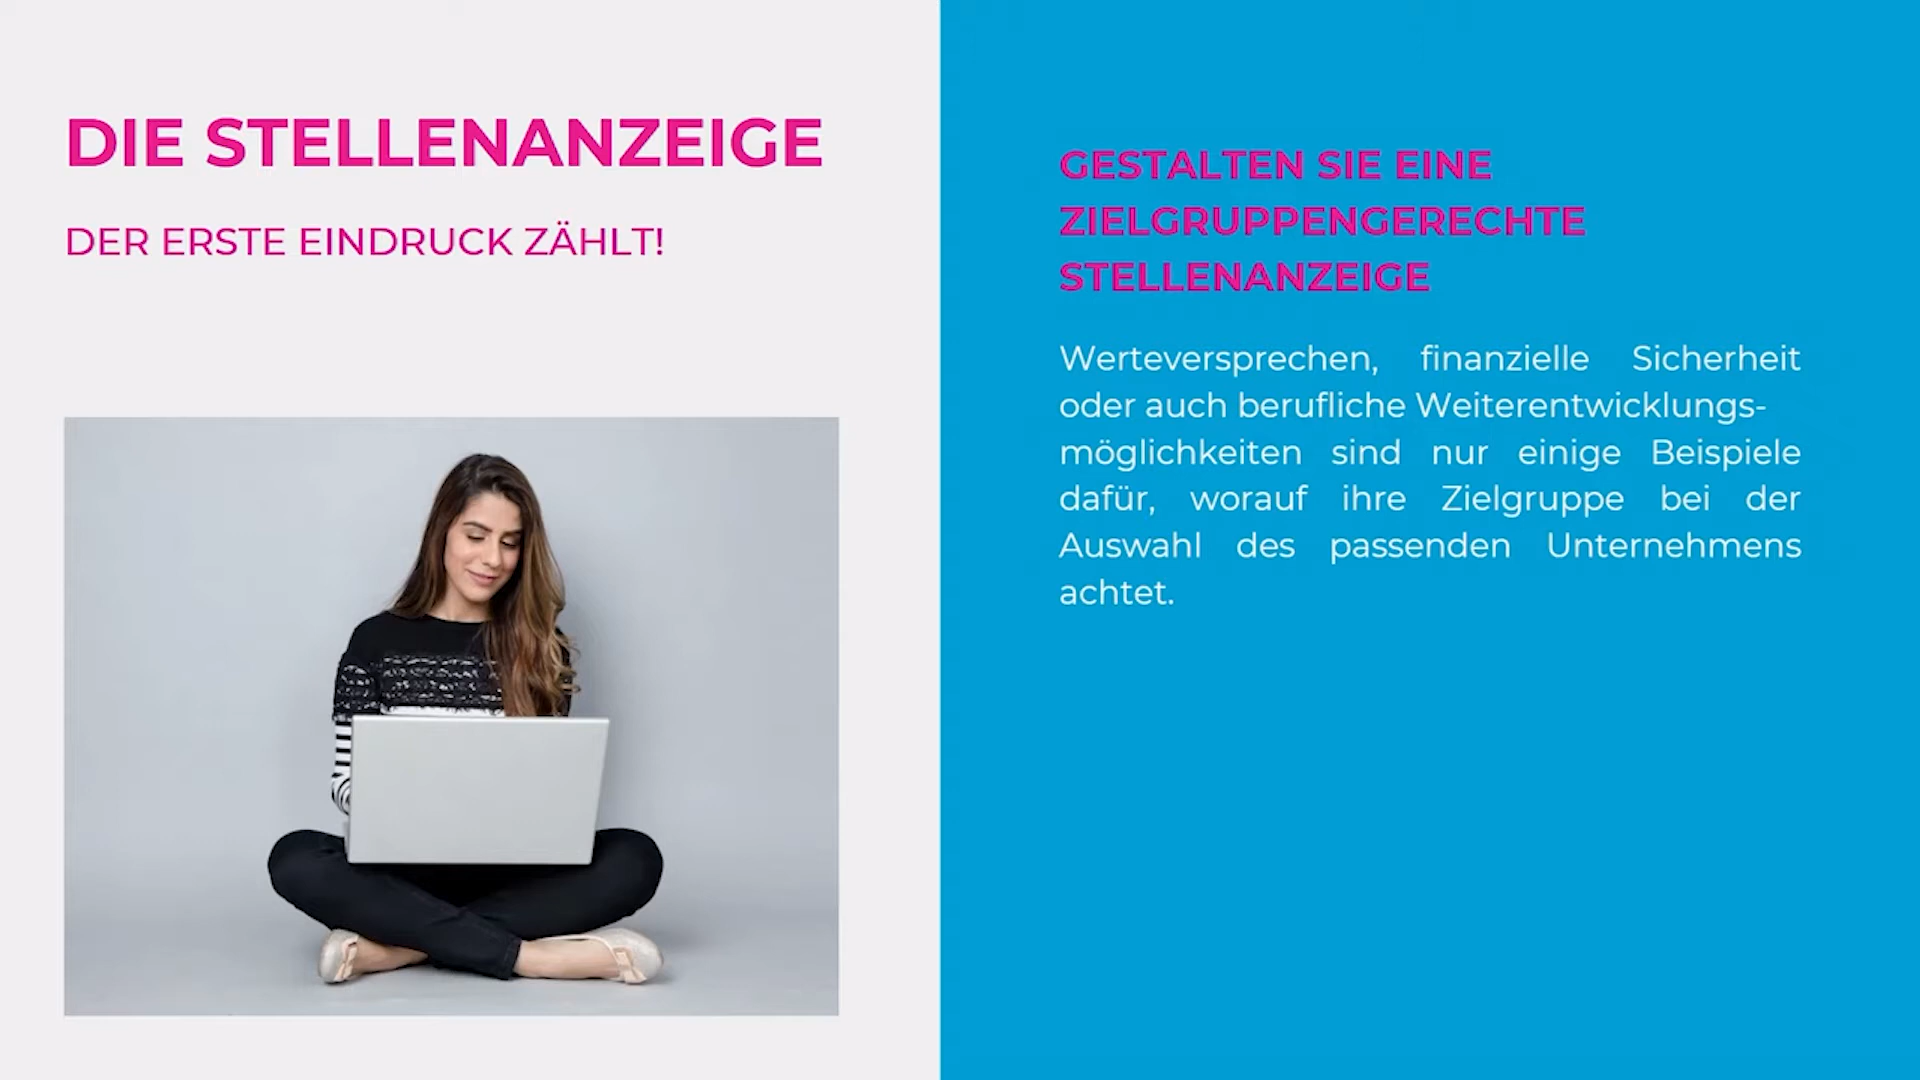 DIE STELLENANZEIGE
DER ERSTE EINDRUCK ZÄHLT!
GESTALTEN SIE EINE
ZIELGRUPPENGERECHTE
STELLENANZEIGE
Werteversprechen, finanzielle Sicherheit
oder auch berufliche Weiterentwicklungs-
möglichkeiten sind nur einige Beispiele
dafür, worauf ihre Zielgruppe bei der
Auswahl des passenden Unternehmens
achtet.